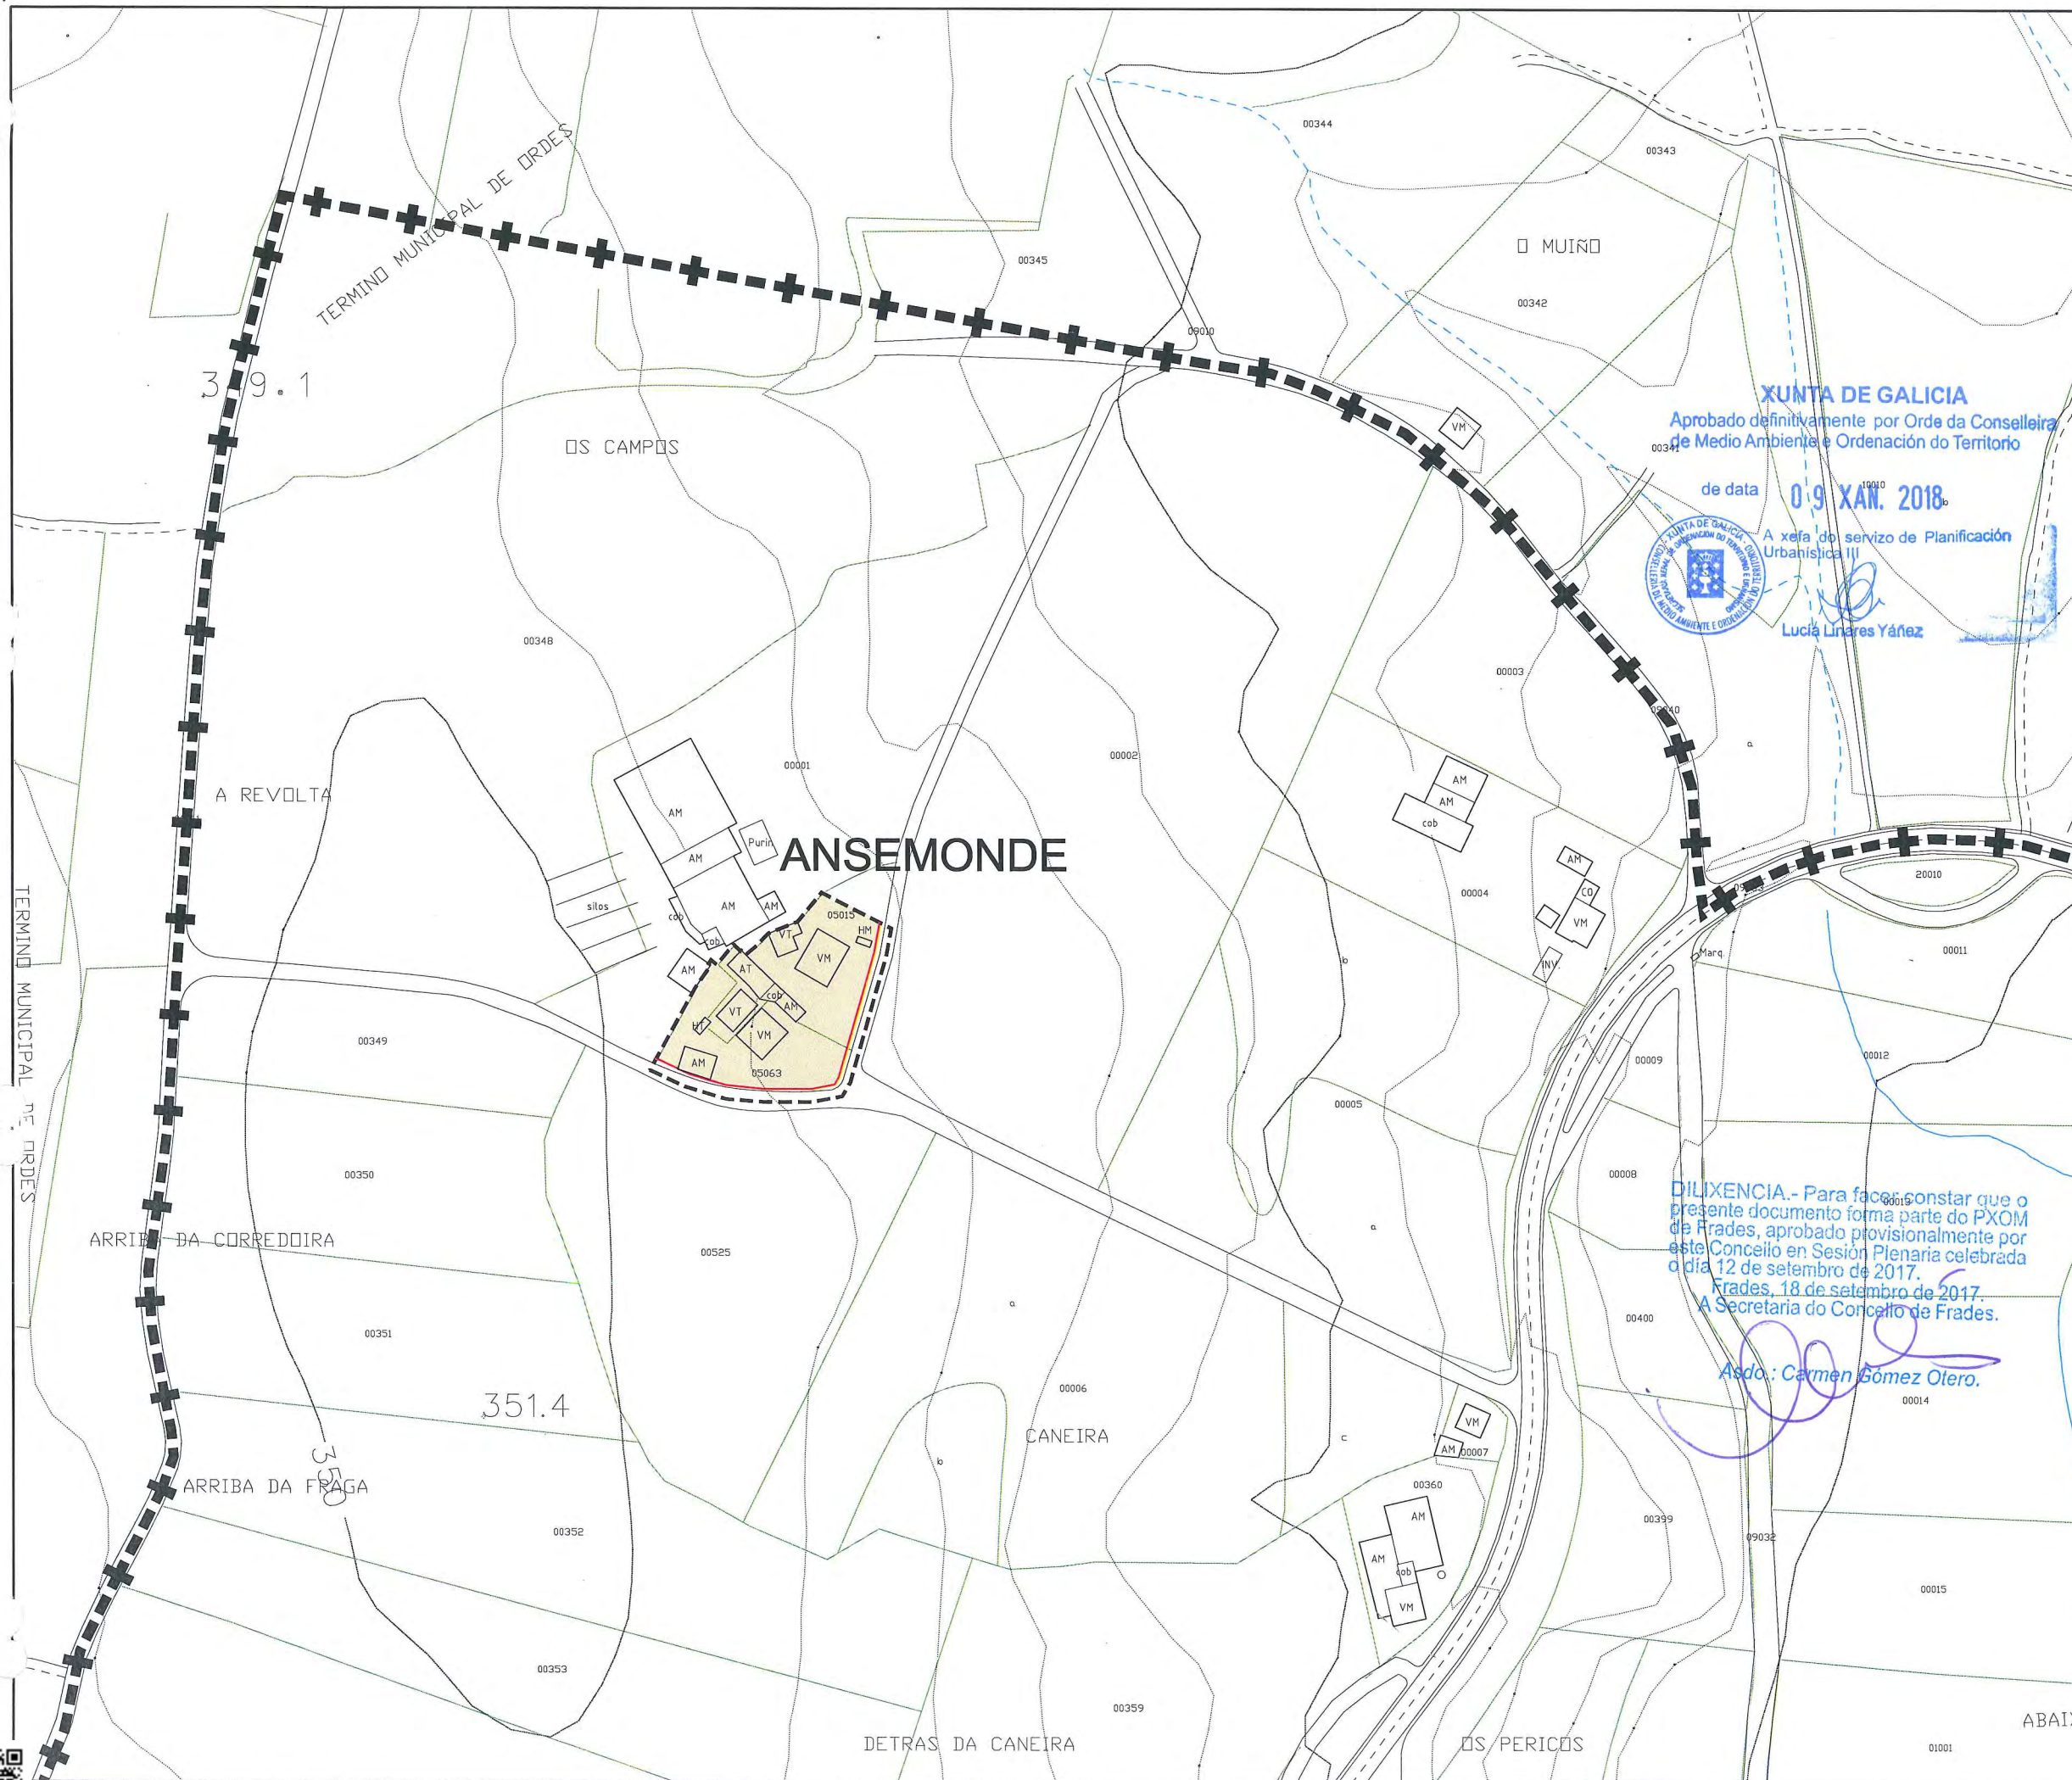 00344
00343
TERMINO MUNICIPAL DE ORDES
O MUIÑO
00345
00342
09010
XUNTA DE GALICIA
Aprobado definitivamente por Orde da Conselleira
de Medio Ambiente e Ordenación do Territorio
VM
OS CAMPOS
00341
10010
b
de data 09 XAN. 2018
A xefa do servizo de Planificación
Urbanística III
Lucía Linares Yáñez
00348
00003
a
00001
00002
AM
AM
cob
A REVOLTA
AM
Purin
AM
ANSEMONDE
AM
CO
VM
INV.
00004
20010
silos
cob
AM
AM
cob
05015
HM
VT
VM
AM
AT
cob
AM
VT
HT
VM
AM
05063
b
Marq.
00011
TERMINO MUNICIPAL DE ORDES
00349
00009
00012
00005
00350
00008
DILIXENCIA.- Para facer constar que o
presente documento forma parte do PXOM
de Frades, aprobado provisionalmente por
este Concello en Sesión Plenaria celebrada
o día 12 de setembro de 2017.
Frades, 18 de setembro de 2017.
A Secretaria do Concello de Frades.
Asdo.: Carmen Gómez Otero.
00013
ARRIBA DA CORREDOIRA
00525
a
a
00351
00400
351.4
00006
CANEIRA
00014
VM
AM
00007
c
350
ARRIBA DA FRAGA
b
00360
AM
00352
AM
cob
VM
00399
09032
00015
00353
00359
DETRAS DA CANEIRA
OS PERICOS
01001